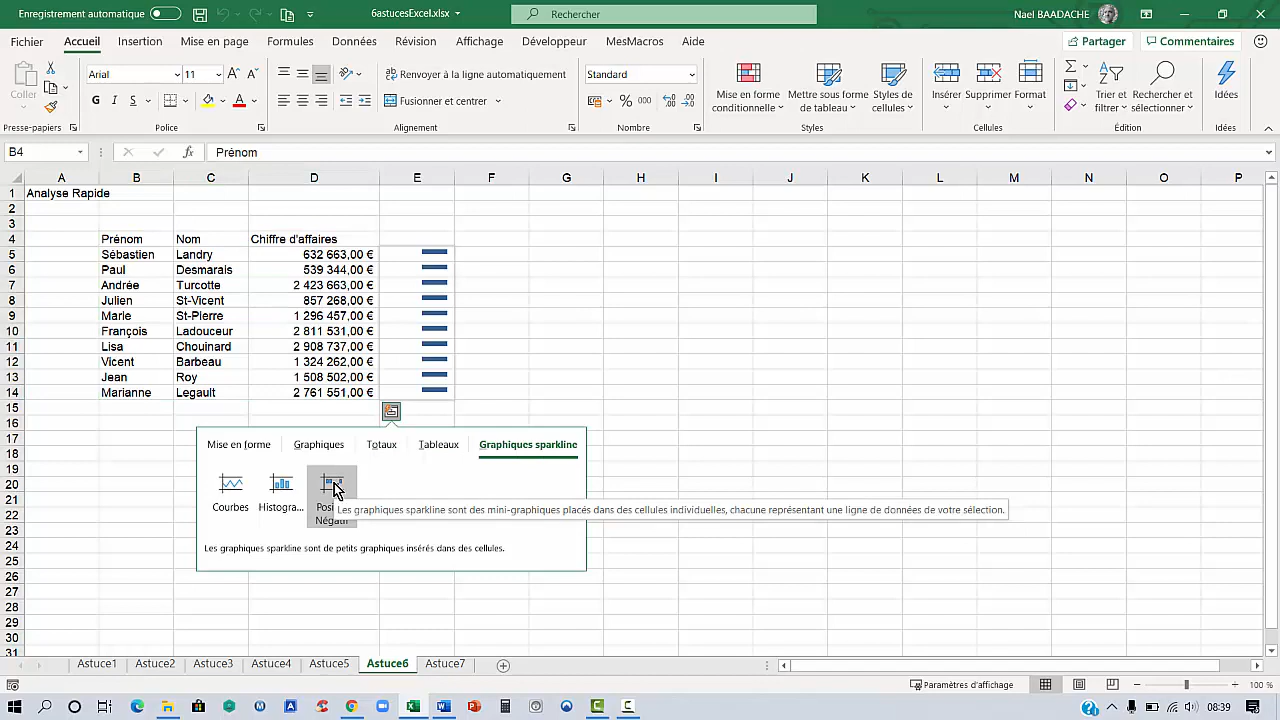 Enregistrement automatique
6astucesExcel.xlsx
Rechercher
Nael BAADACHE
Fichier Accueil Insertion Mise en page Formules Données Révision Affichage Développeur MesMacros Aide Partager Commentaires
Coller
Arial 11
Renvoyer à la ligne automatiquement
Standard
Fusionner et centrer
% 000
G I S
Mise en forme conditionnelle
Mettre sous forme de tableau
Styles de cellules
Insérer Supprimer Format
Trier et filtrer
Rechercher et sélectionner
Idées
Presse-papiers Police Alignement Nombre Styles Cellules Édition Idées
B4 fx Prénom
A B C D E F G H I J K L M N O P
1 Analyse Rapide
2
3
4 Prénom Nom Chiffre d'affaires
5 Sébastien Landry 632 663,00 €
6 Paul Desmarais 539 344,00 €
7 Andrée Turcotte 2 423 663,00 €
8 Julien St-Vicent 857 268,00 €
9 Marie St-Pierre 1 296 457,00 €
10 François Ladouceur 2 811 531,00 €
11 Lisa Chouinard 2 908 737,00 €
12 Vicent Barbeau 1 324 262,00 €
13 Jean Roy 1 508 502,00 €
14 Marianne Legault 2 761 551,00 €
15
16
17
18
19
20
21
22
23
24
25
26
27
28
29
30
31
Mise en forme Graphiques Totaux Tableaux Graphiques sparkline
Courbes Histogra...
Négatif
Les graphiques sparkline sont des mini-graphiques placés dans des cellules individuelles, chacune représentant une ligne de données de votre sélection.
Les graphiques sparkline sont de petits graphiques insérés dans des cellules.
Astuce1 Astuce2 Astuce3 Astuce4 Astuce5 Astuce6 Astuce7
Paramètres d'affichage
100 %
08:39